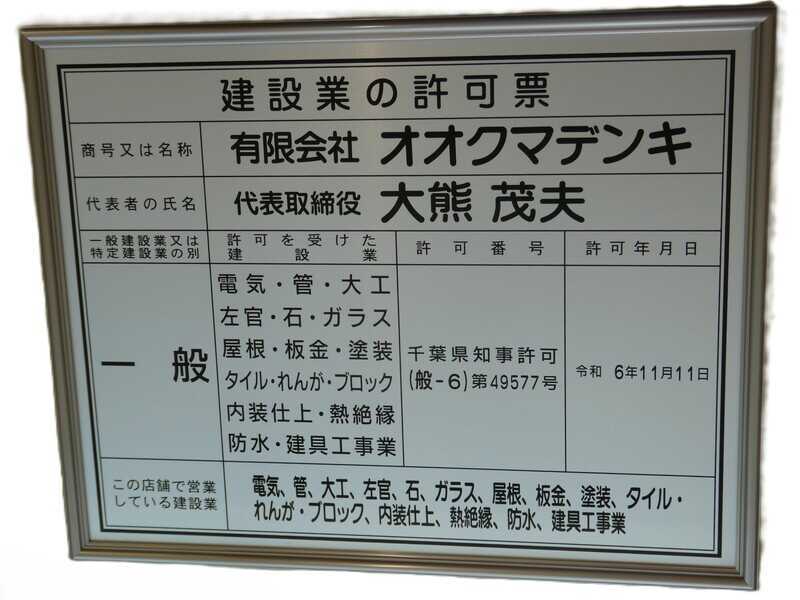 建設業の許可票
商号又は名称 有限会社 オオクマデンキ
代表者の氏名 代表取締役 大熊 茂夫
一般建設業又は
特定建設業の別
許可を受けた
建設業
許可番号
許可年月日
一般
電気・管・大工
左官・石・ガラス
屋根・板金・塗装
タイル・れんが・ブロック
内装仕上・熱絶縁
防水・建具工事業
千葉県知事許可
(般-6)第49577号
令和 6年11月11日
この店舗で営業
している建設業
電気、管、大工、左官、石、ガラス、屋根、板金、塗装、タイル・
れんが・ブロック、内装仕上、熱絶縁、防水、建具工事業